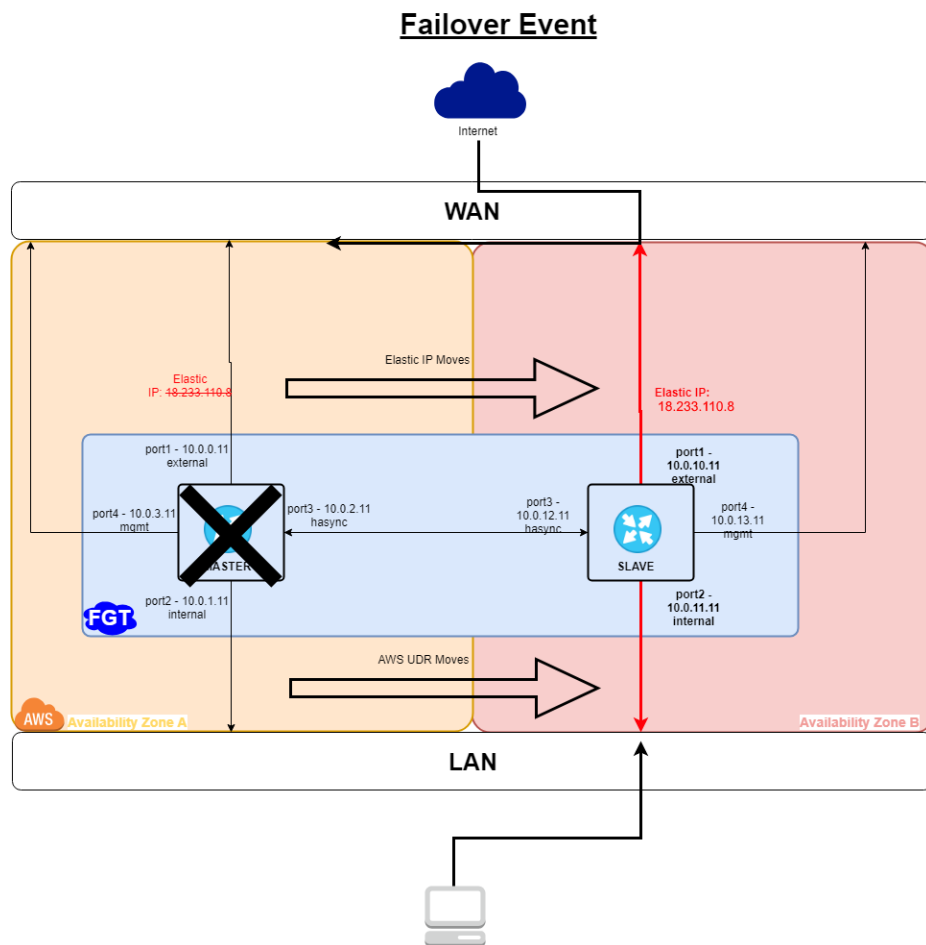 Failover Event
Internet
WAN
Elastic IP Moves
Elastic
IP: 18.233.110.8
Elastic IP:
18.233.110.8
port1 - 10.0.0.11
external
port1 -
10.0.10.11
external
port4 - 10.0.3.11
mgmt
port3 - 10.0.2.11
hasync
port3 -
10.0.12.11
hasync
port4 -
10.0.13.11
mgmt
MASTER
SLAVE
port2 - 10.0.1.11
internal
port2 -
10.0.11.11
internal
FGT
AWS UDR Moves
AWS
Availability Zone A
Availability Zone B
LAN